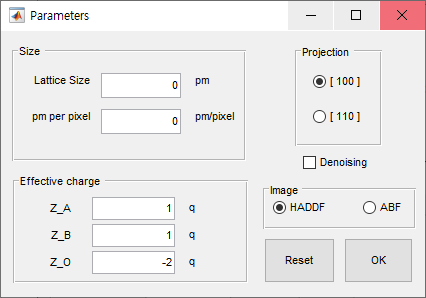 Parameters
Size
Lattice Size 0 pm
pm per pixel 0 pm/pixel
Projection
[ 100 ]
[ 110 ]
Denoising
Effective charge
Z_A 1 q
Z_B 1 q
Z_O -2 q
Image
HADDF ABF
Reset OK